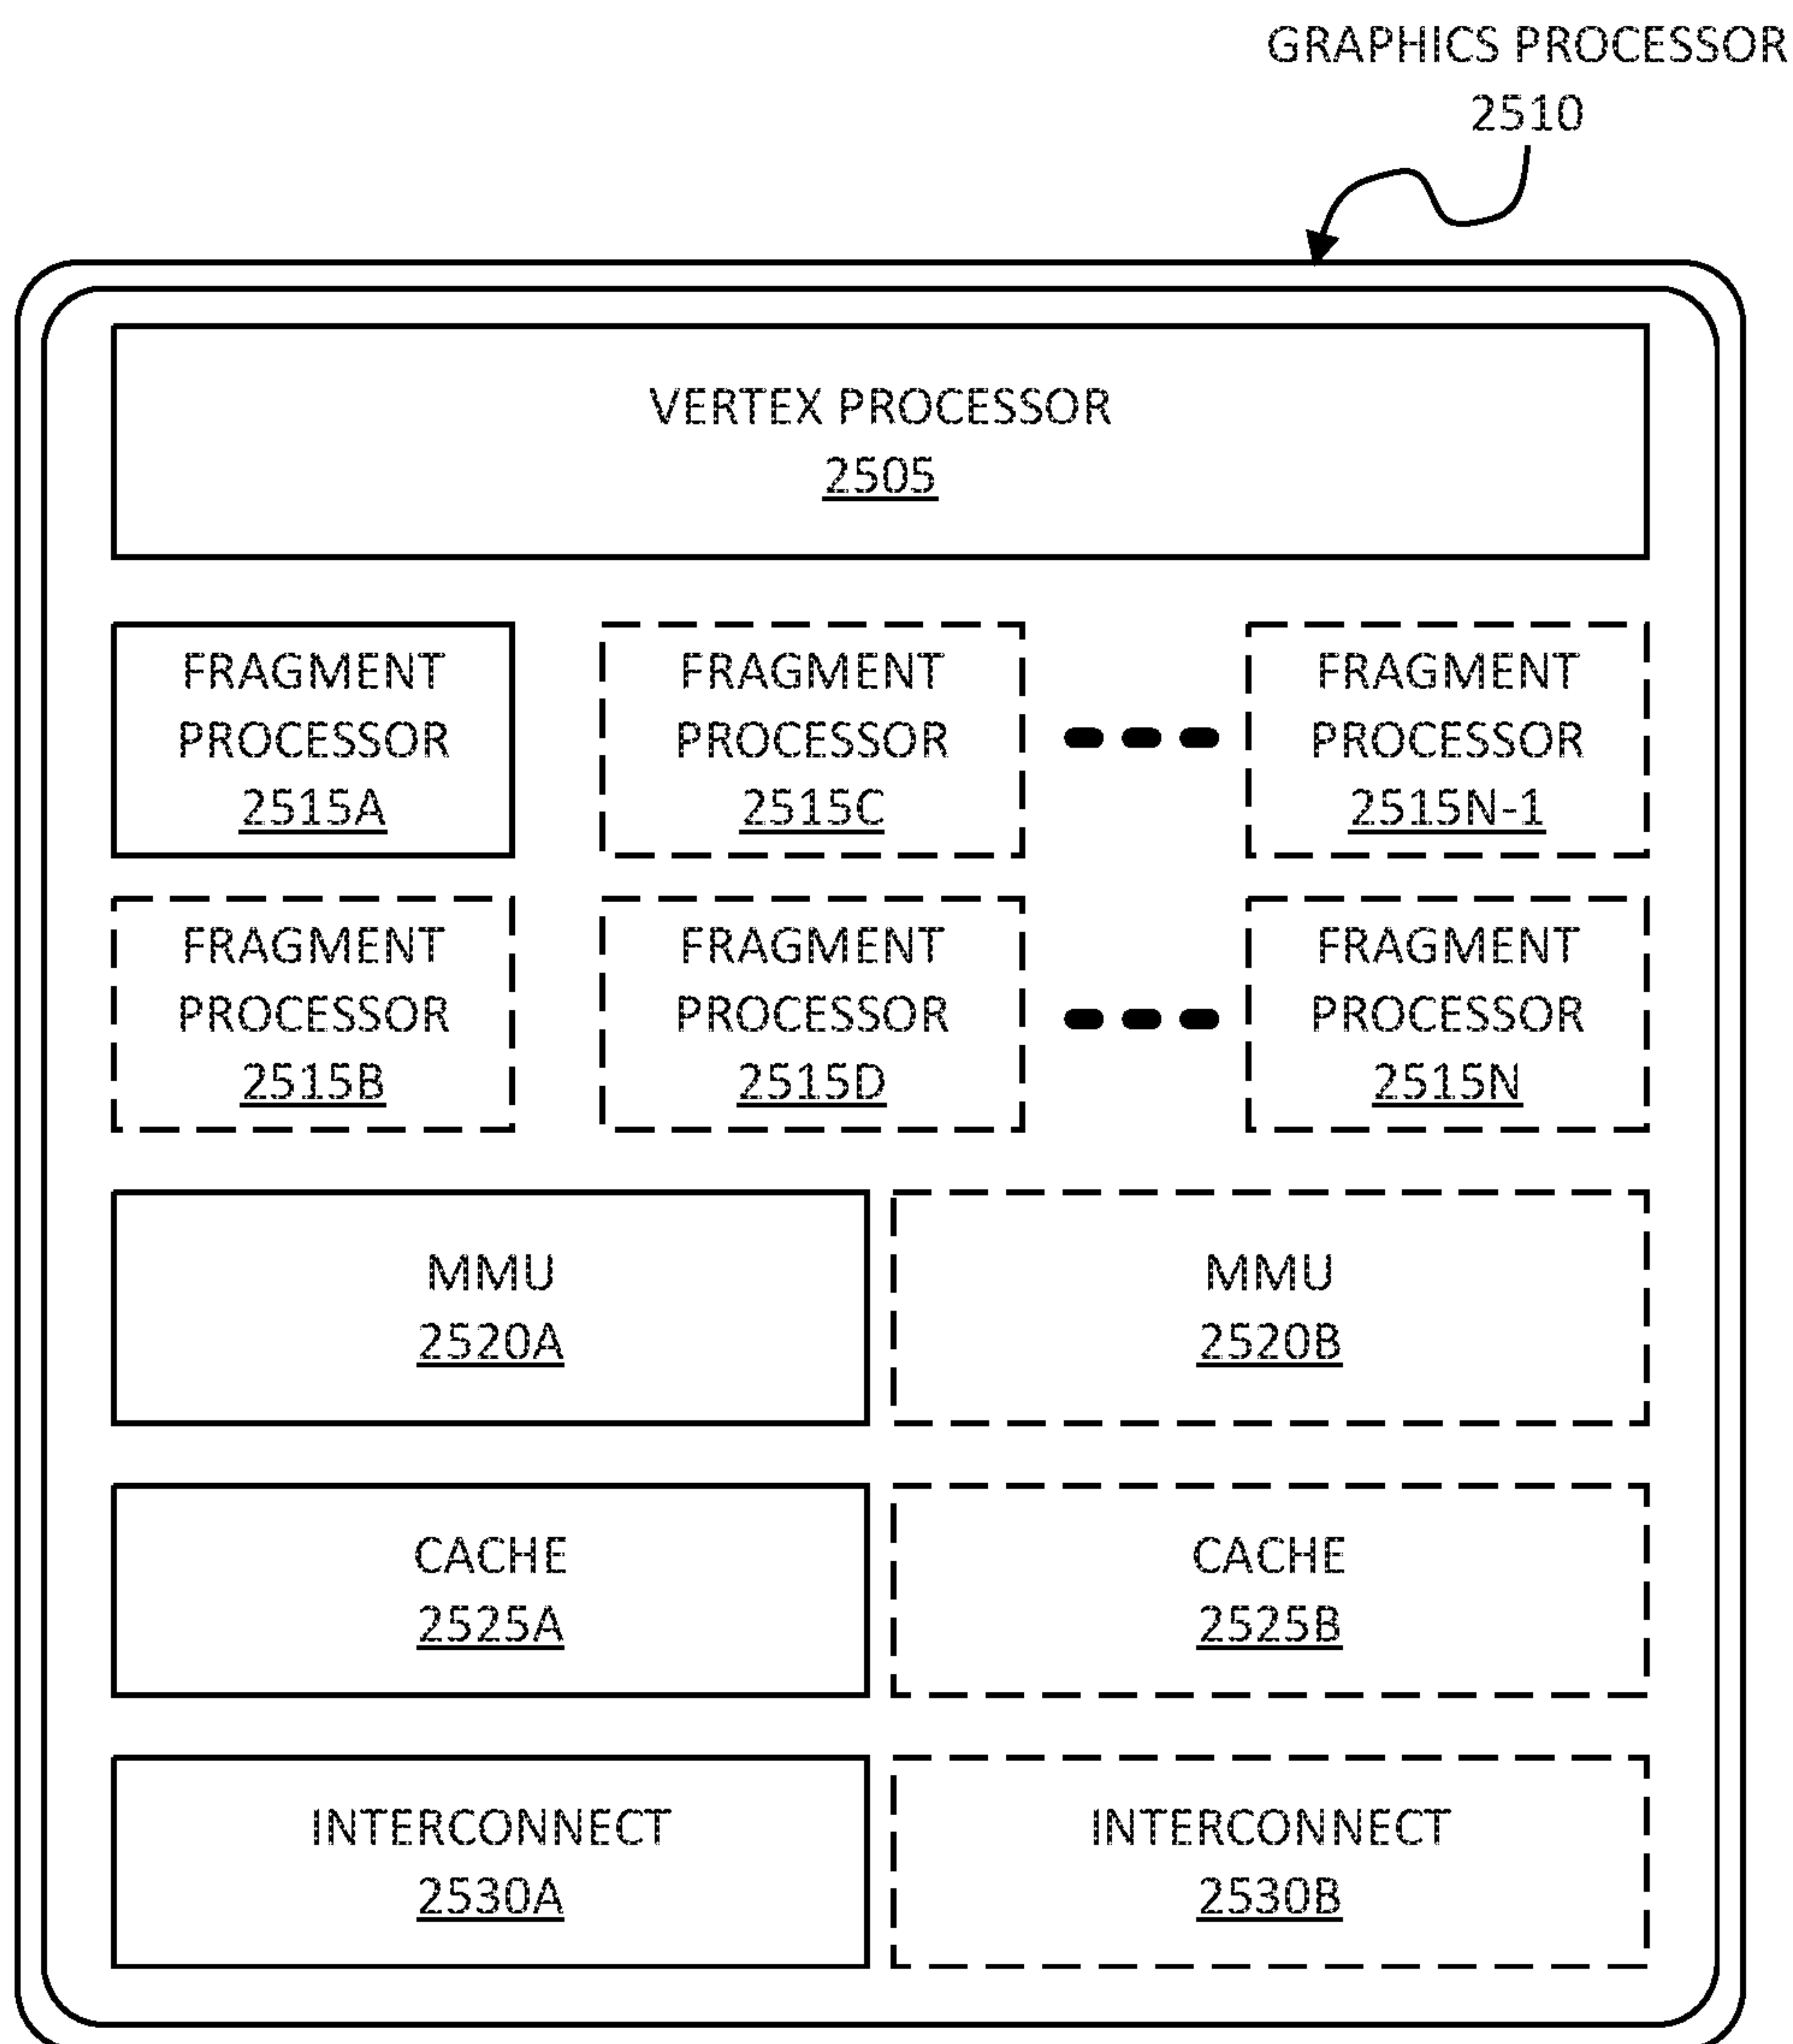 GRAPHICS PROCESSOR
2510
VERTEX PROCESSOR
2505
FRAGMENT
PROCESSOR
2515A
FRAGMENT
PROCESSOR
2515C
FRAGMENT
PROCESSOR
2515N-1
FRAGMENT
PROCESSOR
2515B
FRAGMENT
PROCESSOR
2515D
FRAGMENT
PROCESSOR
2515N
MMU
2520A
MMU
2520B
CACHE
2525A
CACHE
2525B
INTERCONNECT
2530A
INTERCONNECT
2530B